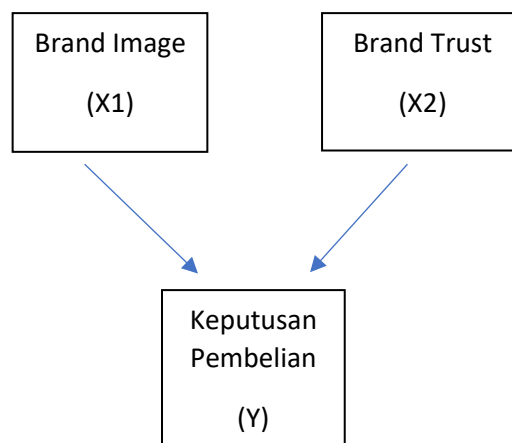 Brand Image
(X1)
Brand Trust
(X2)
Keputusan
Pembelian
(Y)